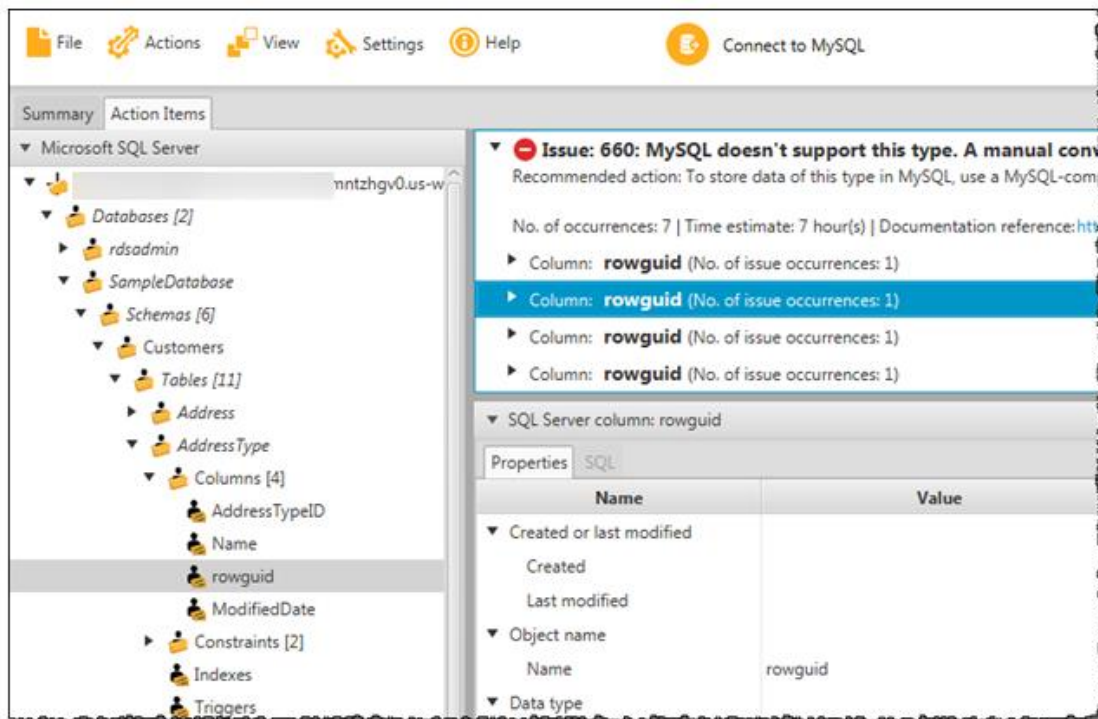 File Actions View Settings Help Connect to MySQL
Summary Action Items
Microsoft SQL Server
mntzhgv0.us-w
Databases [2]
rdsadmin
SampleDatabase
Schemas [6]
Customers
Tables [11]
Address
AddressType
Columns [4]
AddressTypeID
Name
rowguid
ModifiedDate
Constraints [2]
Indexes
Triggers
Issue: 660: MySQL doesn't support this type. A manual conv
Recommended action: To store data of this type in MySQL, use a MySQL-com
No. of occurrences: 7 | Time estimate: 7 hour(s) | Documentation reference: htt
Column: rowguid (No. of issue occurrences: 1)
Column: rowguid (No. of issue occurrences: 1)
Column: rowguid (No. of issue occurrences: 1)
Column: rowguid (No. of issue occurrences: 1)
SQL Server column: rowguid
Properties SQL
Name Value
Created or last modified
Created
Last modified
Object name
Name rowguid
Data type